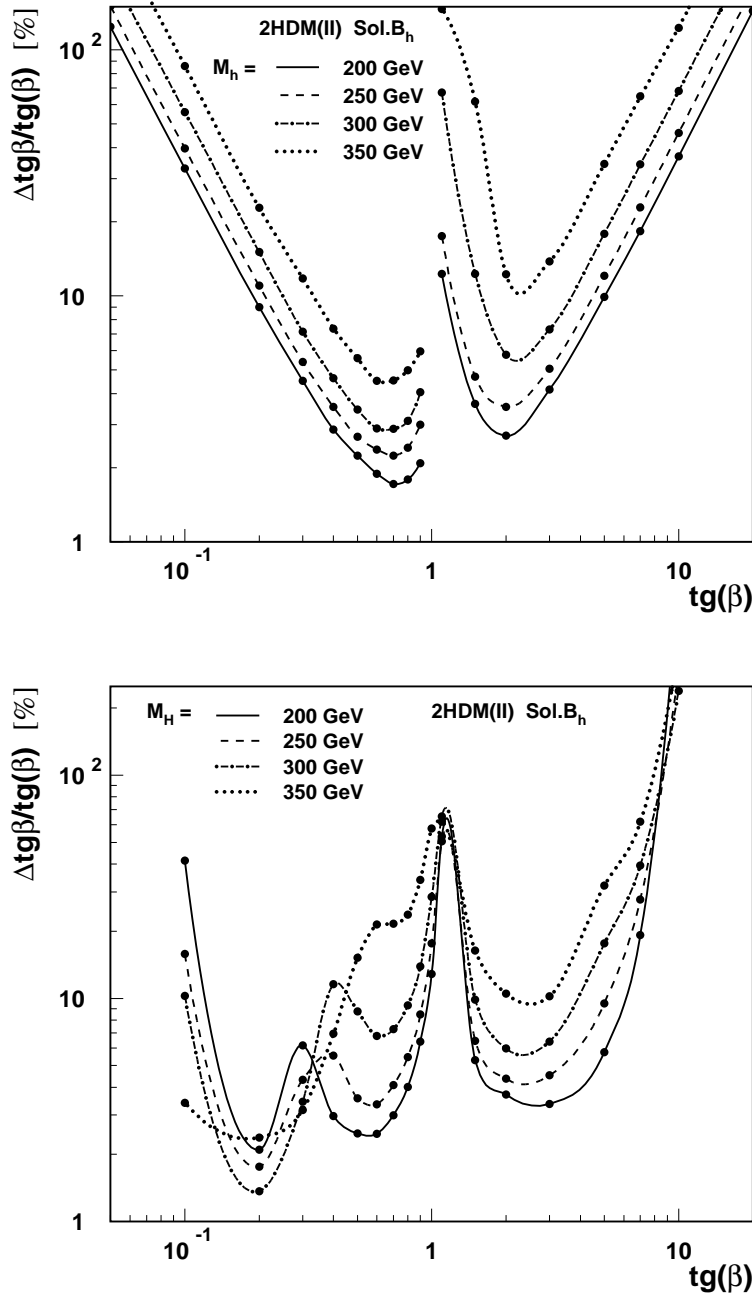 Δtgβ/tg(β) [%]
2HDM(II) Sol.B_h
M_h =
200 GeV
250 GeV
300 GeV
350 GeV
10^2
10
1
10^-1
1
10
tg(β)
Δtgβ/tg(β) [%]
M_H =
200 GeV
250 GeV
300 GeV
350 GeV
2HDM(II) Sol.B_h
10^2
10
1
10^-1
1
10
tg(β)